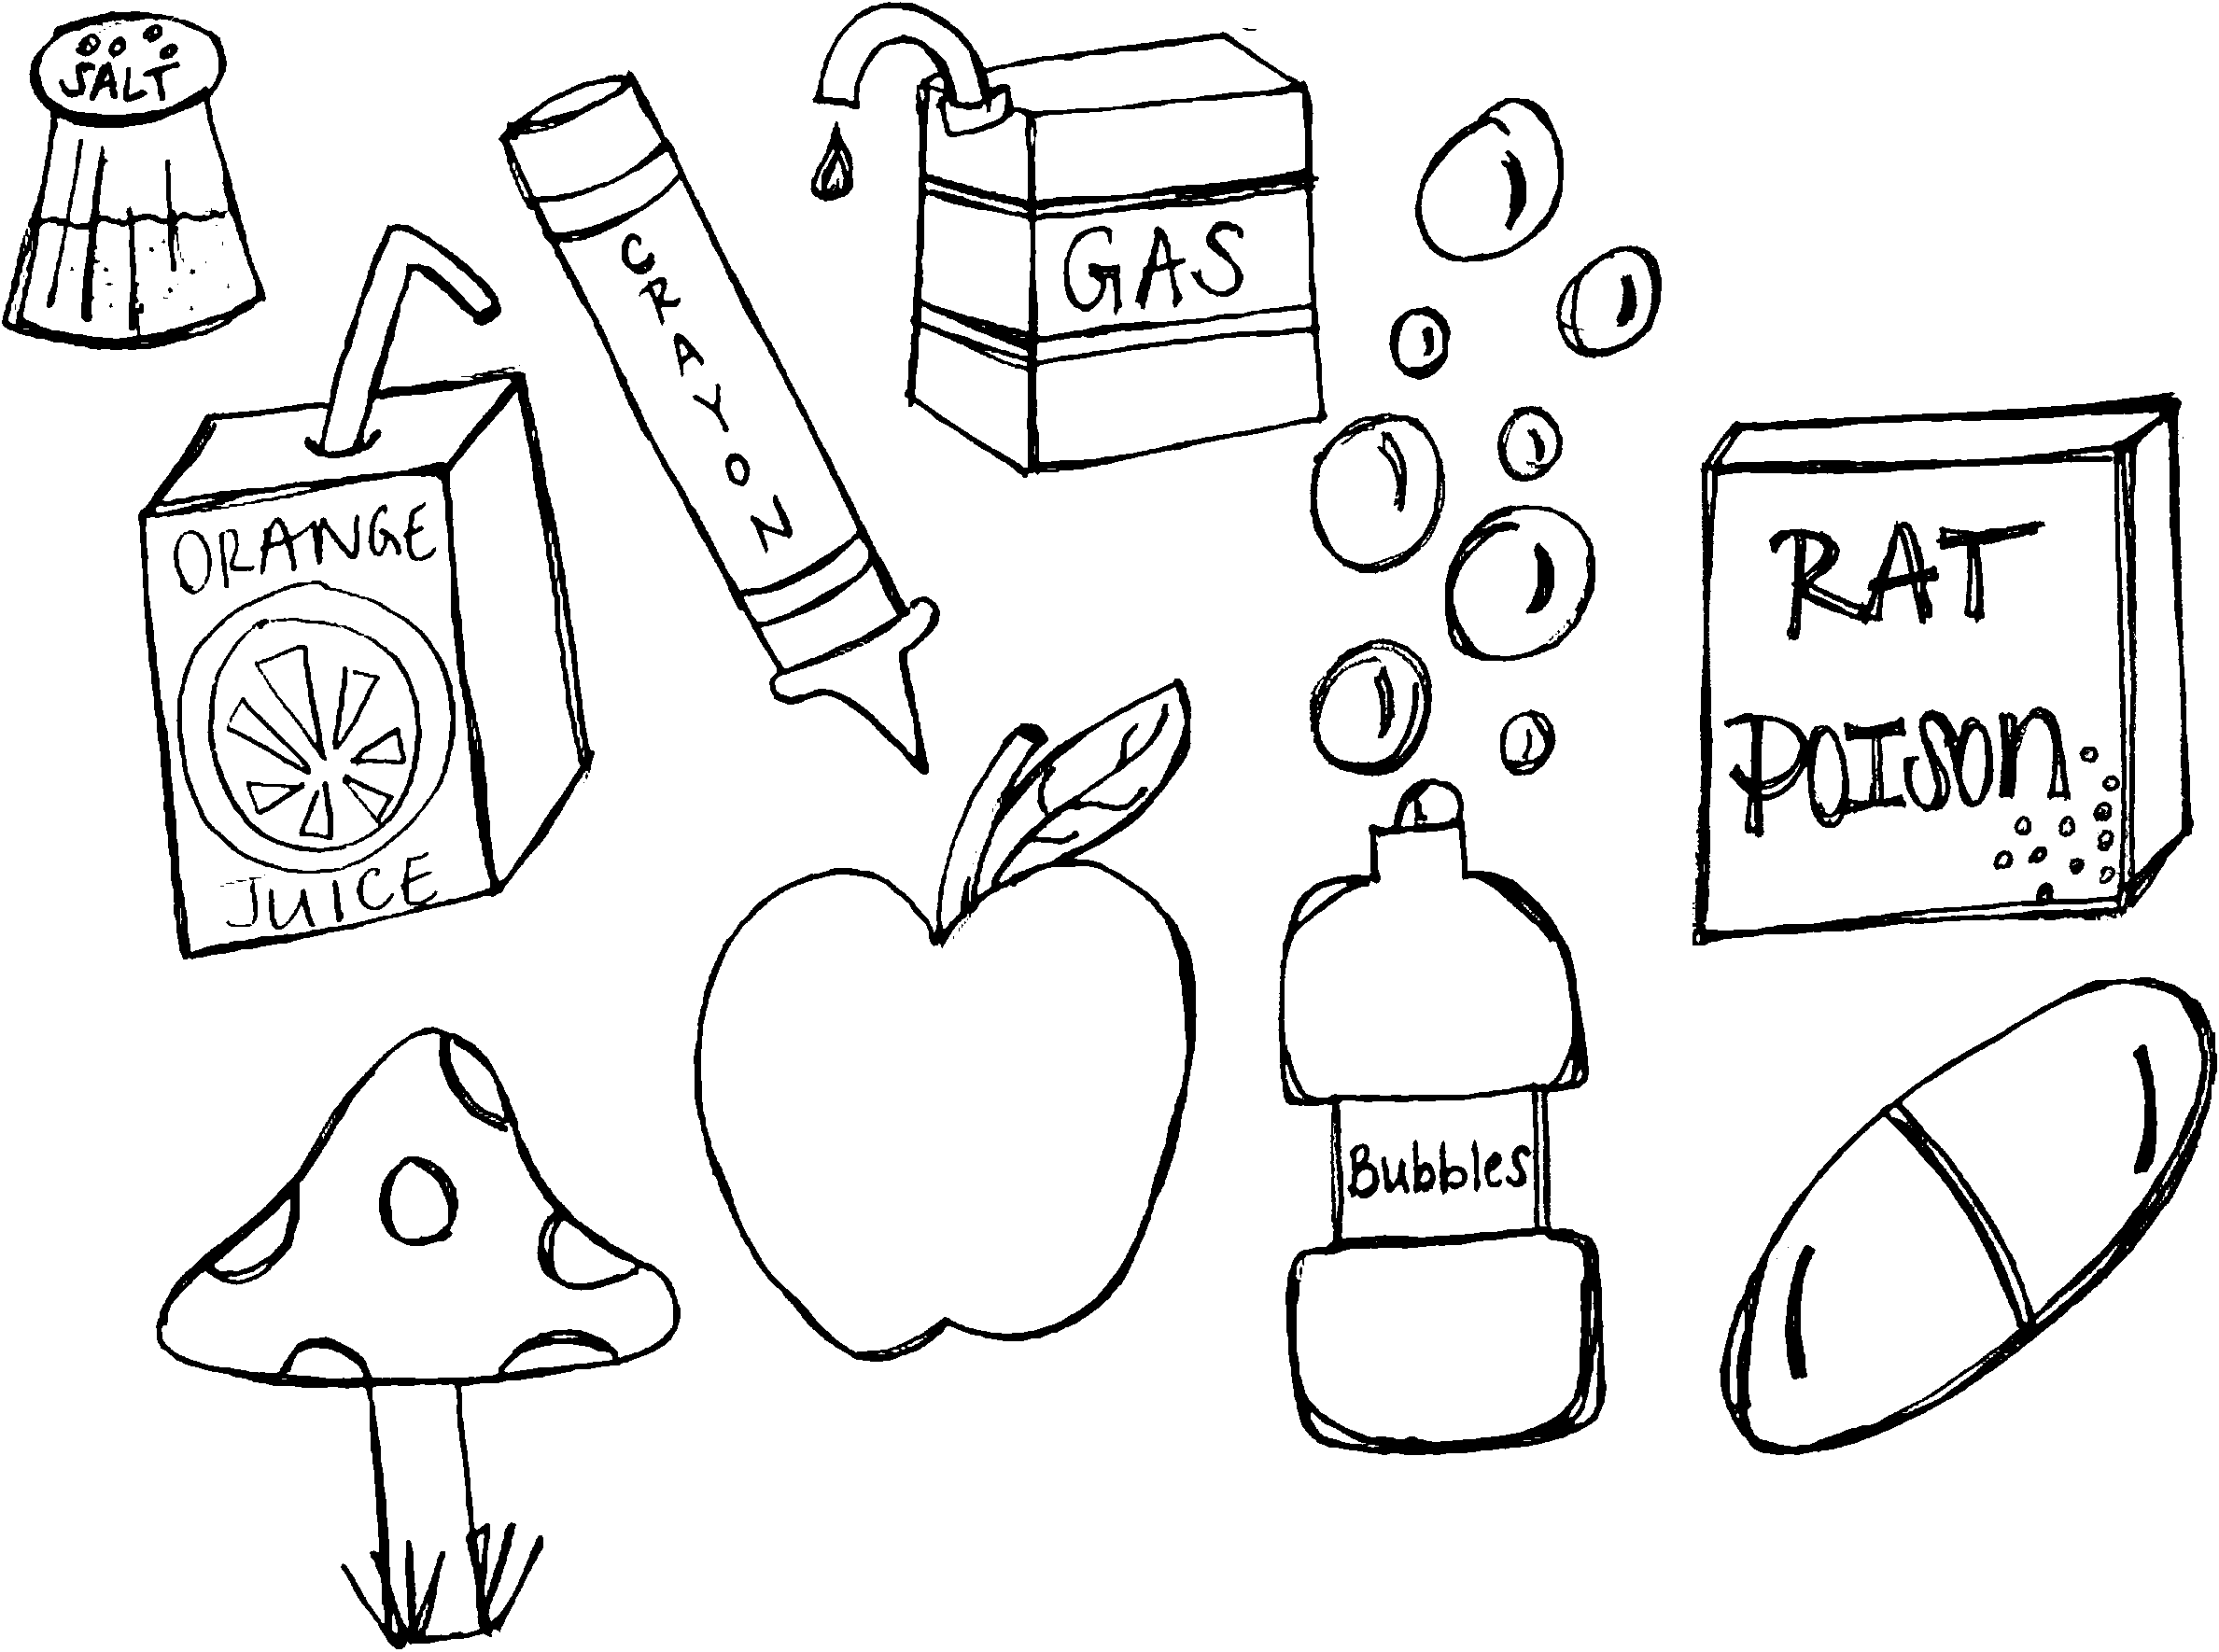 SALT
CRAYON
GAS
ORANGE
JUICE
RAT
POISON
Bubbles